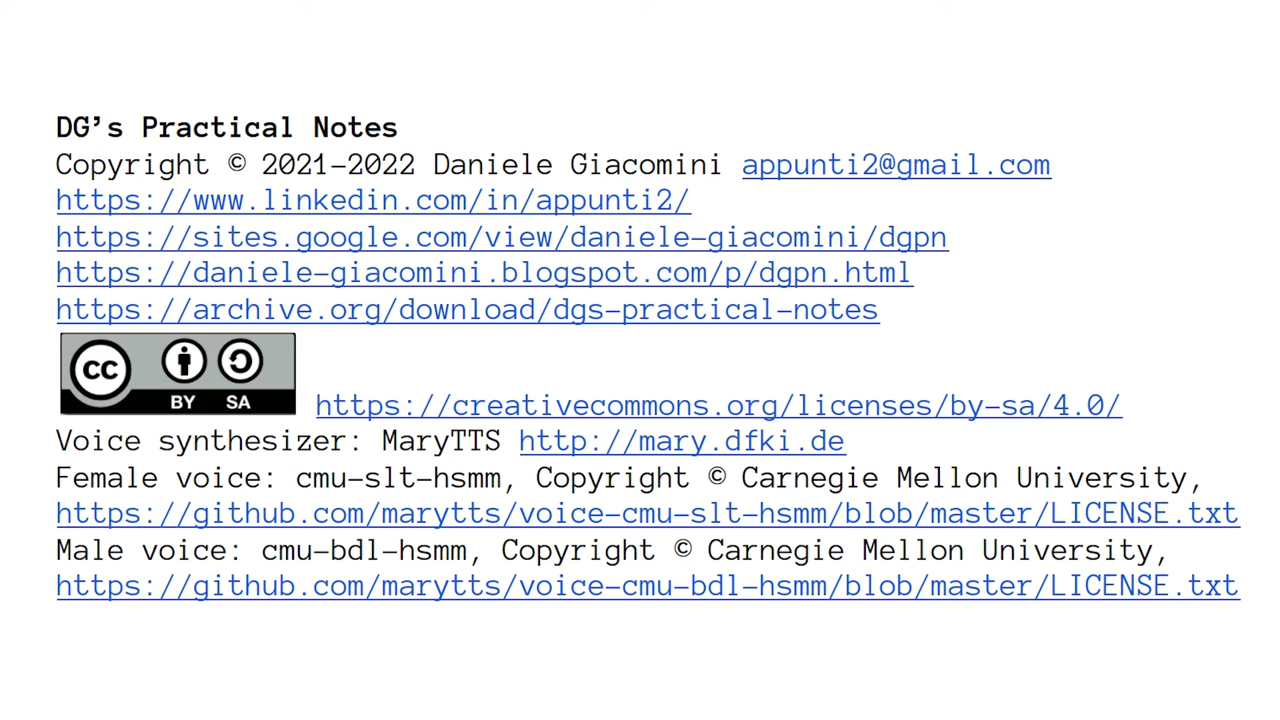 DG’s Practical Notes
Copyright © 2021-2022 Daniele Giacomini appunti2@gmail.com
https://www.linkedin.com/in/appunti2/
https://sites.google.com/view/daniele-giacomini/dgpn
https://daniele-giacomini.blogspot.com/p/dgpn.html
https://archive.org/download/dgs-practical-notes
CC BY SA https://creativecommons.org/licenses/by-sa/4.0/
Voice synthesizer: MaryTTS http://mary.dfki.de
Female voice: cmu-slt-hsmm, Copyright © Carnegie Mellon University,
https://github.com/marytts/voice-cmu-slt-hsmm/blob/master/LICENSE.txt
Male voice: cmu-bdl-hsmm, Copyright © Carnegie Mellon University,
https://github.com/marytts/voice-cmu-bdl-hsmm/blob/master/LICENSE.txt